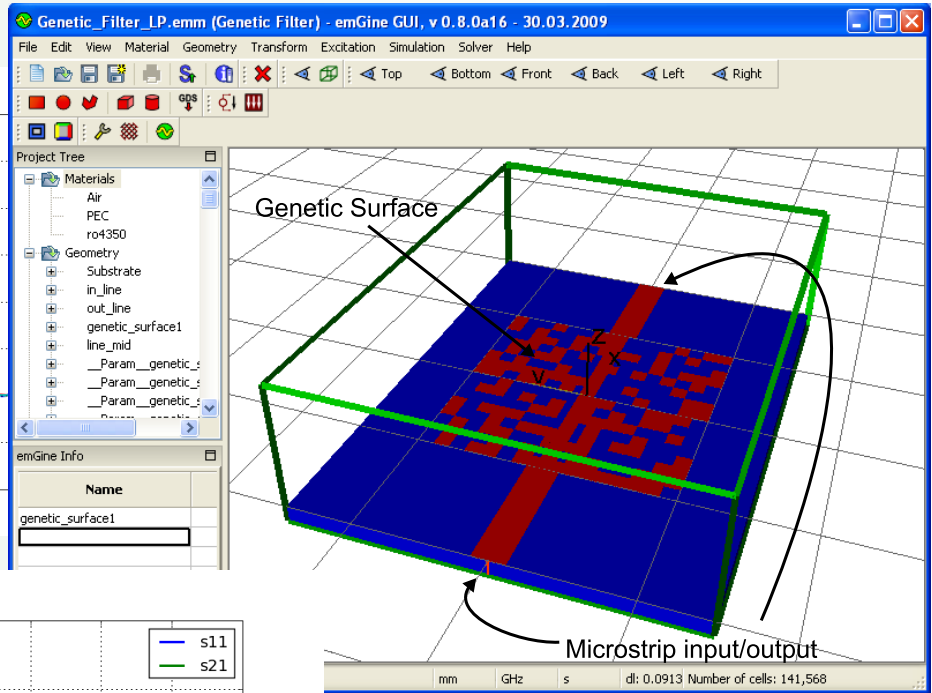 Genetic_Filter_LP.emm (Genetic Filter) - emGine GUI, v 0.8.0a16 - 30.03.2009
File Edit View Material Geometry Transform Excitation Simulation Solver Help
Top Bottom Front Back Left Right
GDS
Project Tree
Materials
Air
PEC
ro4350
Geometry
Substrate
in_line
out_line
genetic_surface1
line_mid
__Param__genetic_s
__Param__genetic_s
__Param__genetic_s
emGine Info
Name
genetic_surface1
Genetic Surface
Z
X
Microstrip input/output
s11
s21
mm GHz s dl: 0.0913 Number of cells: 141,568